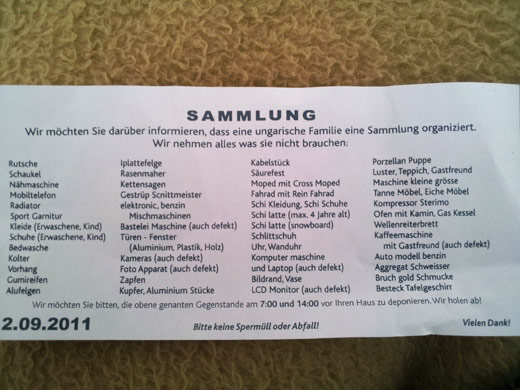 SAMMLUNG
Wir möchten Sie darüber informieren, dass eine ungarische Familie eine Sammlung organiziert.
Wir nehmen alles was sie nicht brauchen:
Rutsche
Schaukel
Nähmaschine
Mobiltelefon
Radiator
Sport Garnitur
Kleide (Erwaschene, Kind)
Schuhe (Erwaschene, Kind)
Bedwasche
Kolter
Vorhang
Gumireifen
Alufelgen
Iplattefelge
Rasenmaher
Kettensagen
Gestrüp Schnittmeister
elektronic, benzin
Mischmaschinen
Bastelei Maschine (auch defekt)
Türen - Fenster
(Aluminium, Plastik, Holz)
Kameras (auch defekt)
Foto Apparat (auch defekt)
Zapfen
Kupfer, Aluminium Stücke
Kabelstück
Säurefest
Moped mit Cross Moped
Fahrad mit Rein Fahrad
Schi Kleidung, Schi Schuhe
Schi latte (max. 4 Jahre alt)
Schi latte (snowboard)
Schlittschuh
Uhr, Wanduhr
Komputer maschine
und Laptop (auch defekt)
Bildrand, Vase
LCD Monitor (auch defekt)
Porzellan Puppe
Luster, Teppich, Gastfreund
Maschine kleine grösse
Tanne Möbel, Eiche Möbel
Kompressor Sterimo
Ofen mit Kamin, Gas Kessel
Wellenreiterbrett
Kaffeemaschine
mit Gastfreund (auch defekt)
Auto modell benzin
Aggregat Schweisser
Bruch gold Schmucke
Besteck Tafelgeschirr
Wir möchten Sie bitten, die obene genanten Gegenstande am 7:00 und 14:00 vor Ihren Haus zu deponieren. Wir holen ab!
2.09.2011
Bitte keine Spermüll oder Abfall!
Vielen Dank!